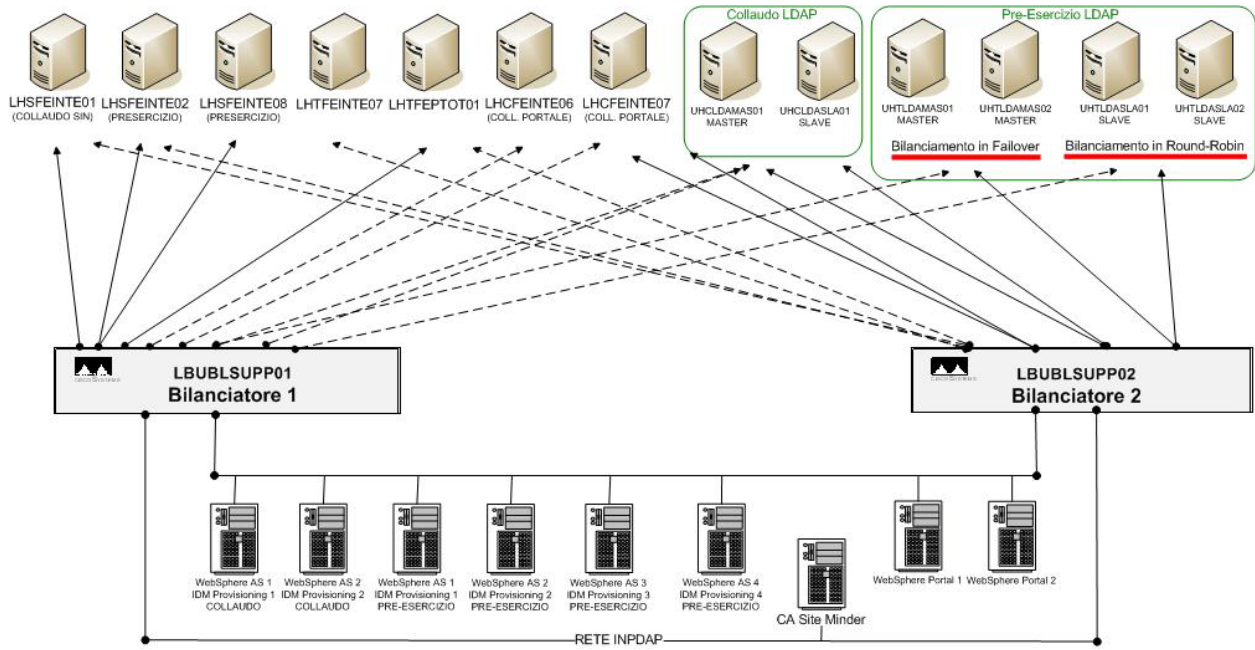 Collaudo LDAP
Pre-Esercizio LDAP
LHSFEINTE01
(COLLAUDO SIN)
LHSFEINTE02
(PRESERCIZIO)
LHSFEINTE08
(PRESERCIZIO)
LHTFEINTE07
LHTFEPTOT01
LHCFEINTE06
(COLL. PORTALE)
LHCFEINTE07
(COLL. PORTALE)
UHCLDAMAS01
MASTER
UHCLDASLA01
SLAVE
UHTLDAMAS01
MASTER
UHTLDAMAS02
MASTER
UHTLDASLA01
SLAVE
UHTLDASLA02
SLAVE
Bilanciamento in Failover
Bilanciamento in Round-Robin
LBUBLSUPP01
Bilanciatore 1
LBUBLSUPP02
Bilanciatore 2
WebSphere AS 1
IDM Provisioning 1
COLLAUDO
WebSphere AS 2
IDM Provisioning 2
COLLAUDO
WebSphere AS 1
IDM Provisioning 1
PRE-ESERCIZIO
WebSphere AS 2
IDM Provisioning 2
PRE-ESERCIZIO
WebSphere AS 3
IDM Provisioning 3
PRE-ESERCIZIO
WebSphere AS 4
IDM Provisioning 4
PRE-ESERCIZIO
CA Site Minder
WebSphere Portal 1
WebSphere Portal 2
RETE INPDAP